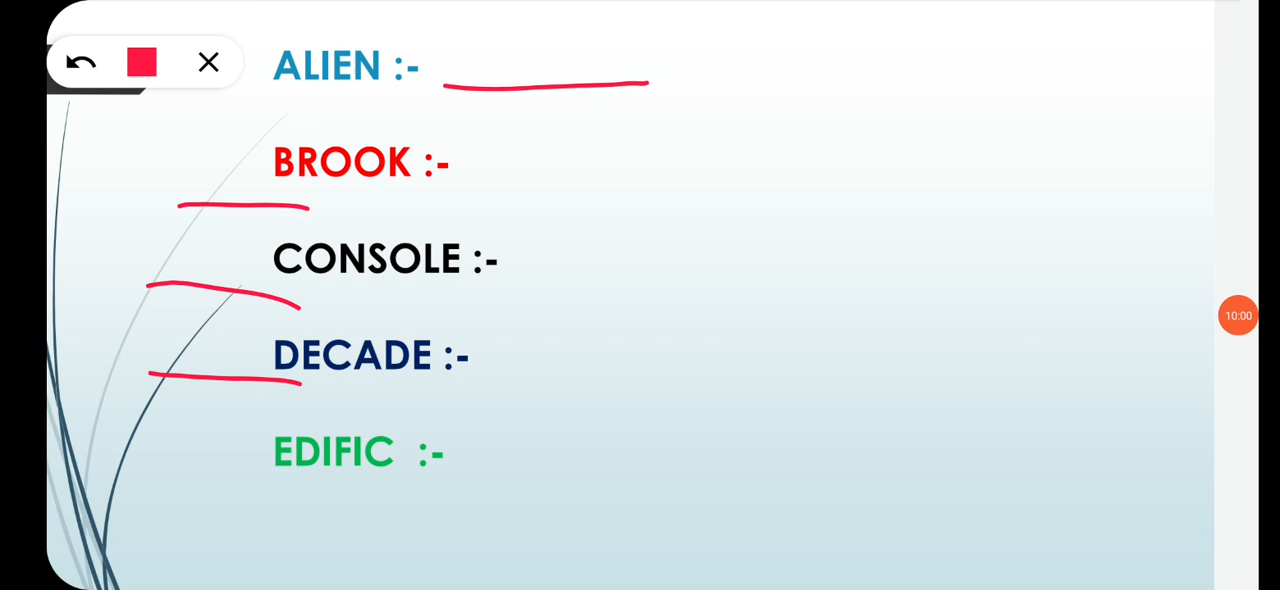 ALIEN :-
BROOK :-
CONSOLE :-
DECADE :-
10:00
EDIFIC :-